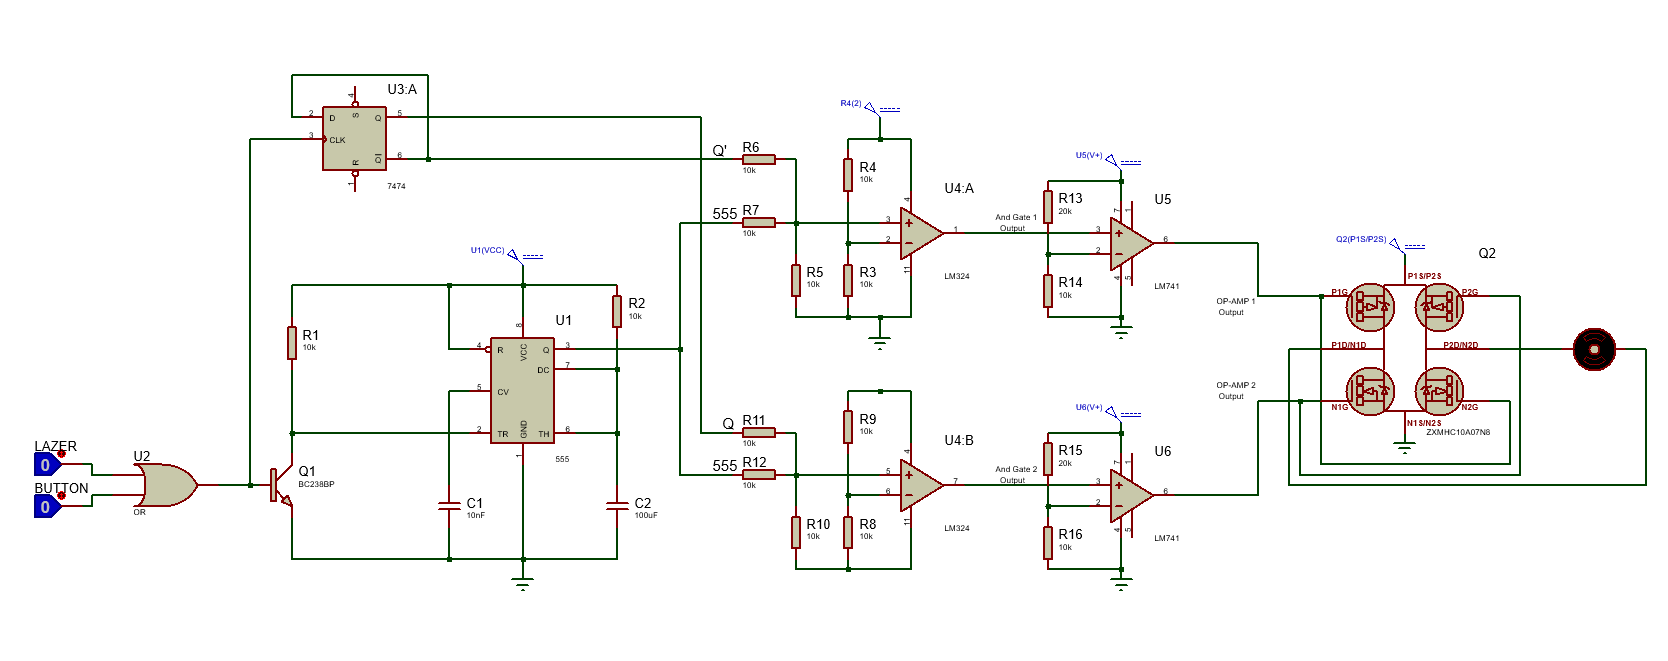 U3:A
4
2
D
S
Q
5
3
CLK
R
Q
6
1
7474
LAZER
0
BUTTON
0
U2
OR
Q1
BC238BP
R1
10k
U1(VCC)
U1
8
4
R
VCC
Q
3
DC
7
5
CV
GND
2
TR
TH
6
1
555
R2
10k
C1
10nF
C2
100uF
Q'
R6
10k
555
R7
10k
R5
10k
R4(2)
R4
10k
R3
10k
U4:A
4
3
2
1
11
LM324
And Gate 1
Output
U5(V+)
R13
20k
R14
10k
U5
7
1
3
2
6
4
5
LM741
Q
R11
10k
555
R12
10k
R10
10k
R9
10k
R8
10k
U4:B
4
5
6
7
11
LM324
And Gate 2
Output
U6(V+)
R15
20k
R16
10k
U6
7
1
3
2
6
4
5
LM741
OP-AMP 1
Output
OP-AMP 2
Output
Q2(P1S/P2S)
Q2
P1S/P2S
P1G
P2G
P1D/N1D
P2D/N2D
N1G
N2G
N1S/N2S
ZXMHC10A07N8